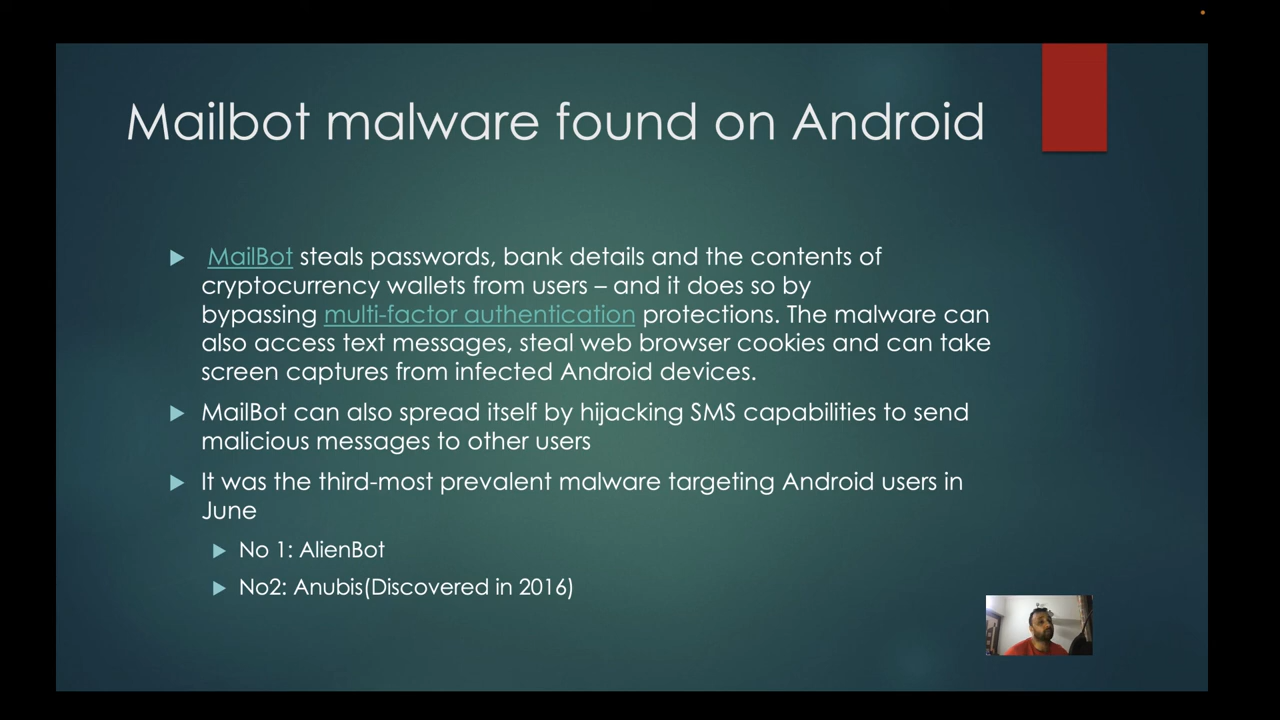 Mailbot malware found on Android
MailBot steals passwords, bank details and the contents of
cryptocurrency wallets from users – and it does so by
bypassing multi-factor authentication protections. The malware can
also access text messages, steal web browser cookies and can take
screen captures from infected Android devices.
MailBot can also spread itself by hijacking SMS capabilities to send
malicious messages to other users
It was the third-most prevalent malware targeting Android users in
June
No 1: AlienBot
No2: Anubis(Discovered in 2016)